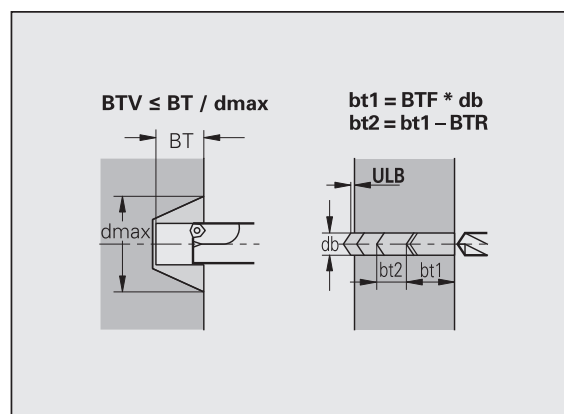 BTV ≤ BT / dmax
BT
dmax
bt1 = BTF * db
bt2 = bt1 – BTR
ULB
db
bt2
bt1